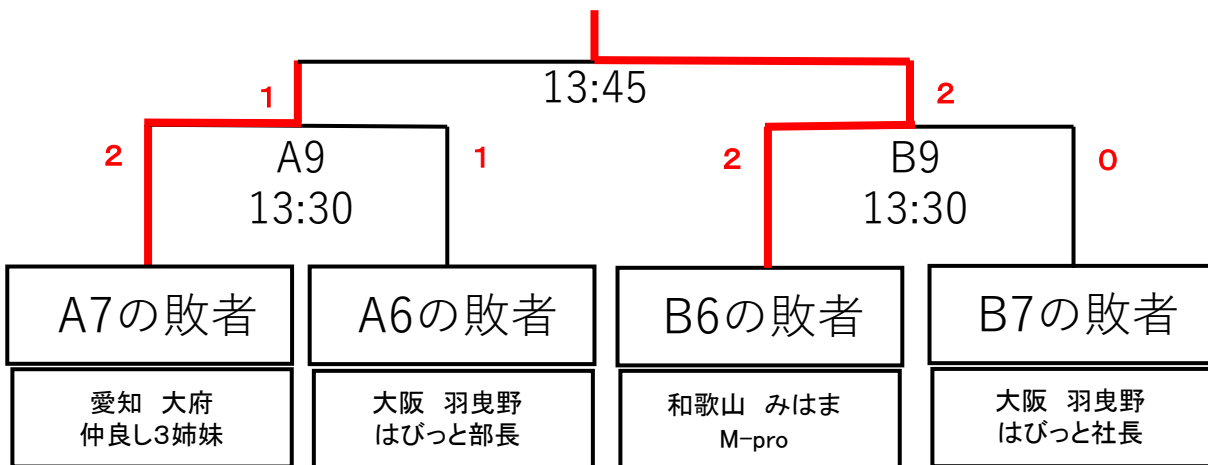 13:45
1
2
2
A9
13:30
1
2
B9
13:30
0
A7の敗者
A6の敗者
B6の敗者
B7の敗者
愛知 大府
仲良し3姉妹
大阪 羽曳野
はびっと部長
和歌山 みはま
M-pro
大阪 羽曳野
はびっと社長